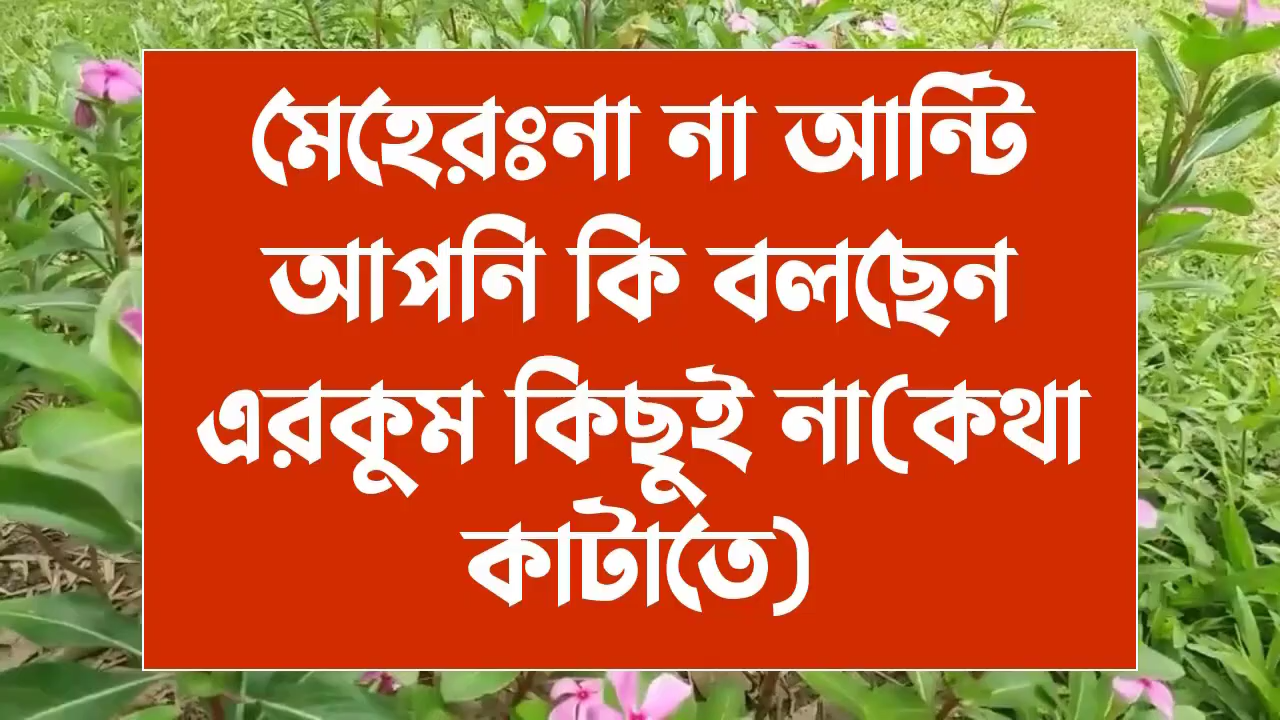 মেহেরঃনা না আন্টি
আপনি কি বলছেন
এরকুম কিছুই না(কেথা
কাটাতে)